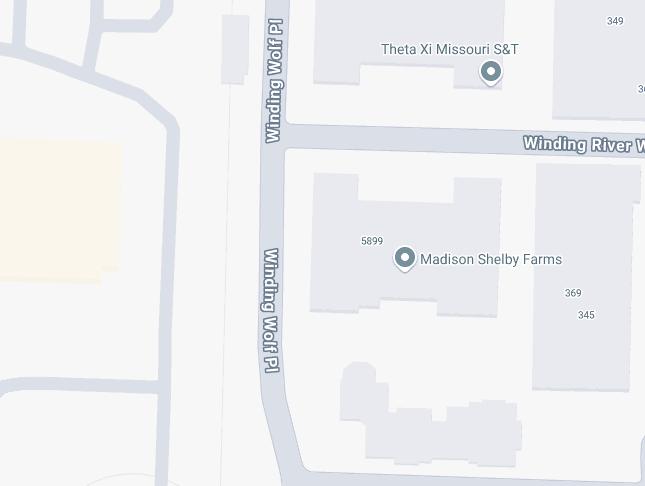 349
Theta Xi Missouri S&T
Winding Wolf Pl
Winding River W
5899
Madison Shelby Farms
Winding Wolf Pl
369
345